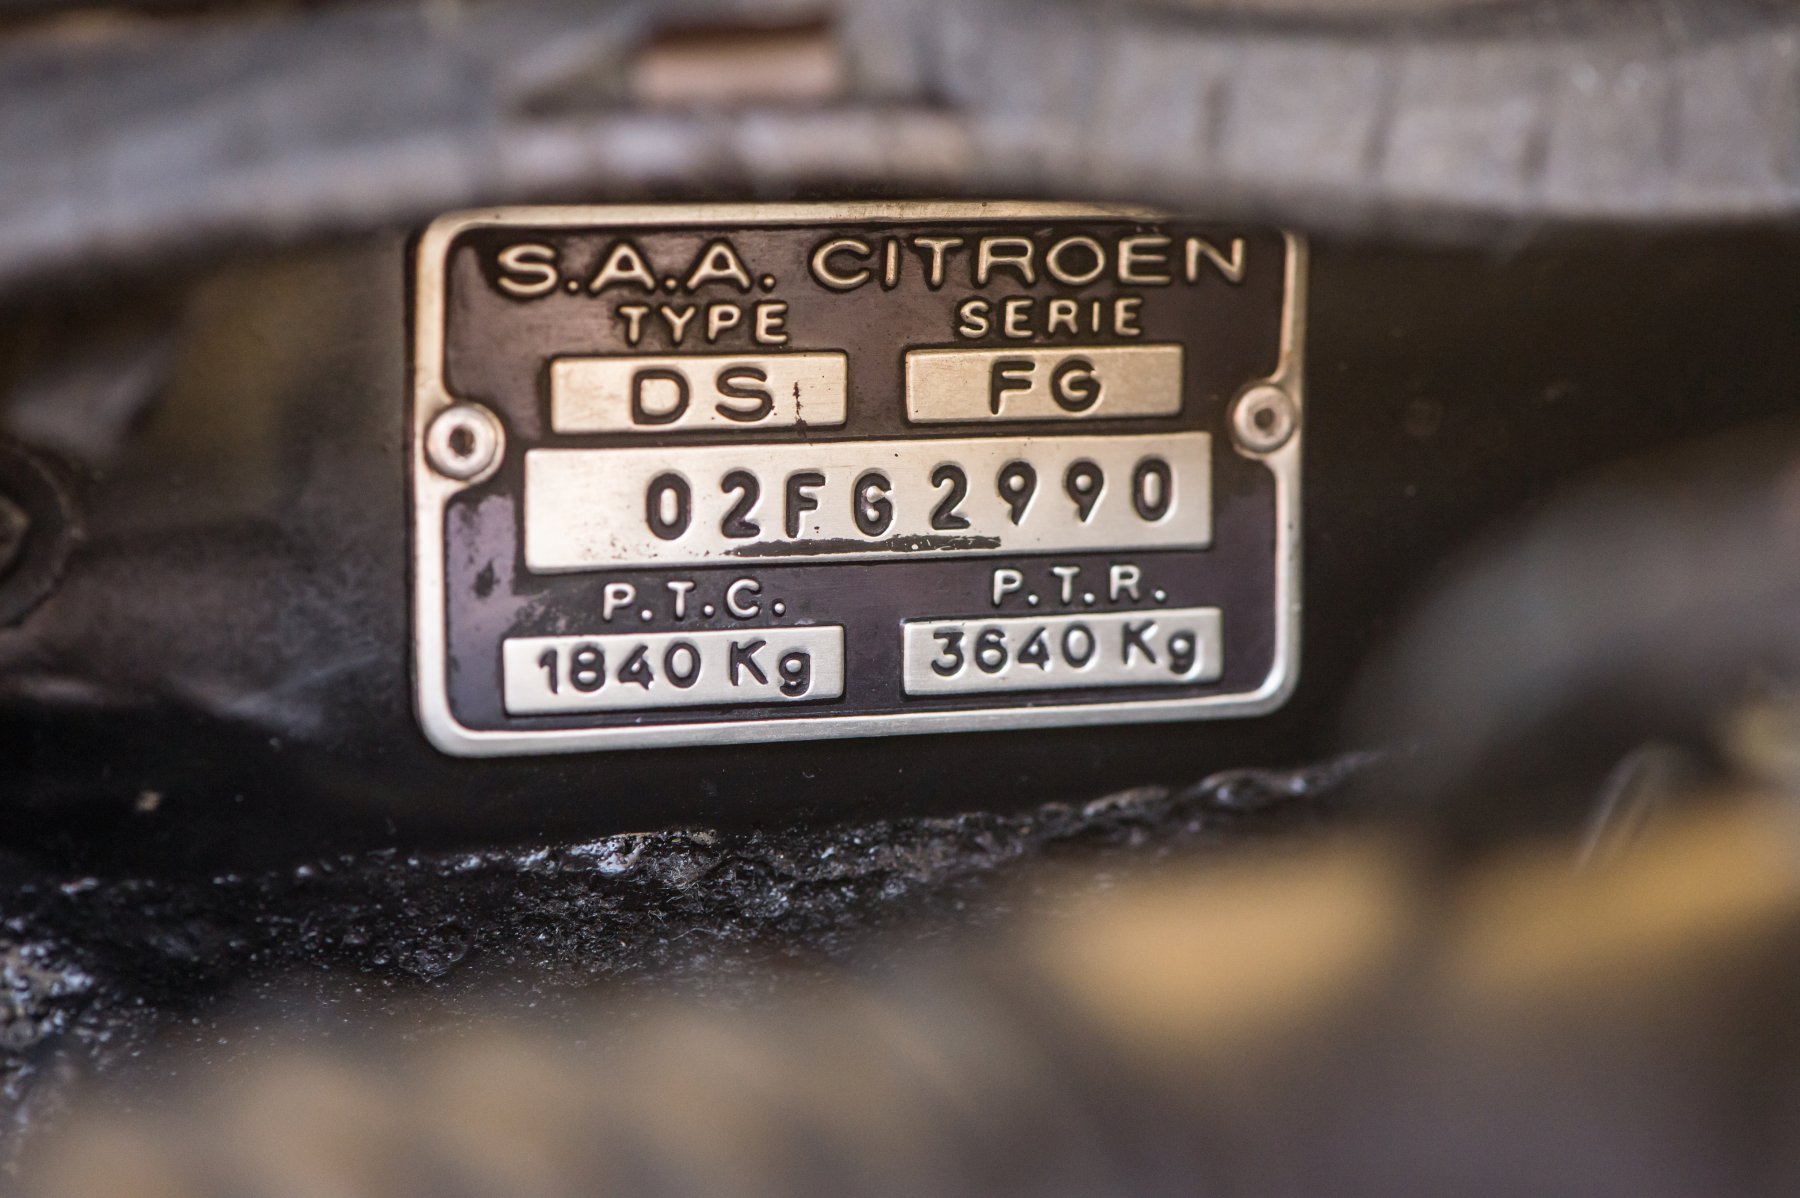 S.A.A. CITROËN
TYPE SERIE
DS FG
02FG2990
P.T.C. P.T.R.
1840 Kg 3640 Kg